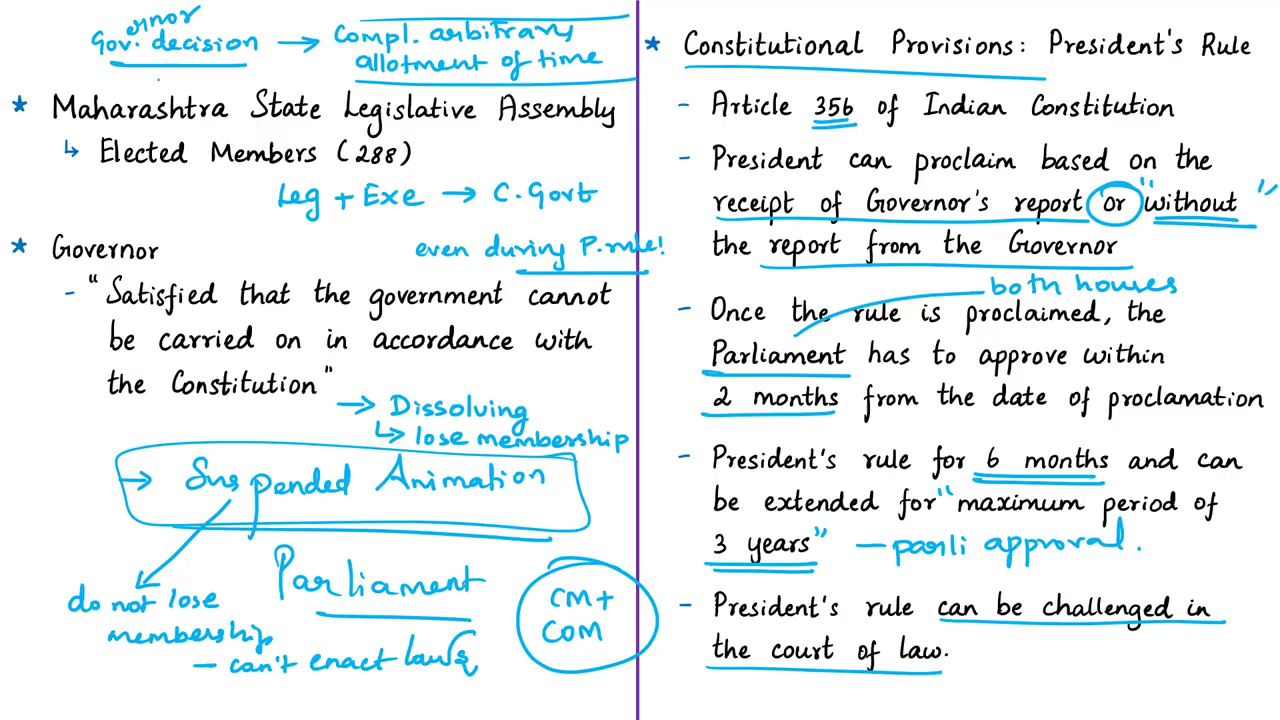 Governor decision → Compl. arbitrary
allotment of time
* Maharashtra State Legislative Assembly
↳ Elected Members (288)
Leg + Exe → C. Govt
* Governor
even during P. rule!
- "Satisfied that the government cannot
be carried on in accordance with
the Constitution"
→ Dissolving
↳ lose membership
→ Suspended Animation
Parliament
do not lose
membership
- can't enact laws
CM +
COM
* Constitutional Provisions: President's Rule
- Article 356 of Indian Constitution
- President can proclaim based on the
receipt of Governor's report or "without"
the report from the Governor
both houses
- Once the rule is proclaimed, the
Parliament has to approve within
2 months from the date of proclamation
- President's rule for 6 months and can
be extended for "maximum period of
3 years" - parli approval.
- President's rule can be challenged in
the court of law.